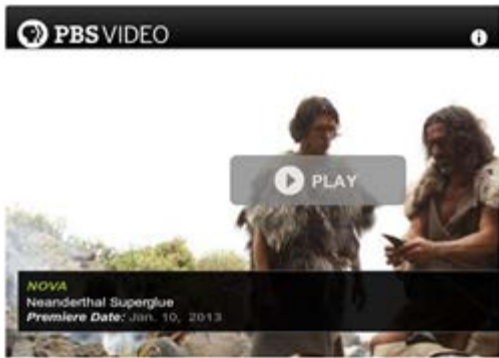 PBS VIDEO
PLAY
NOVA
Neanderthal Superglue
Premiere Date: Jan. 10, 2013